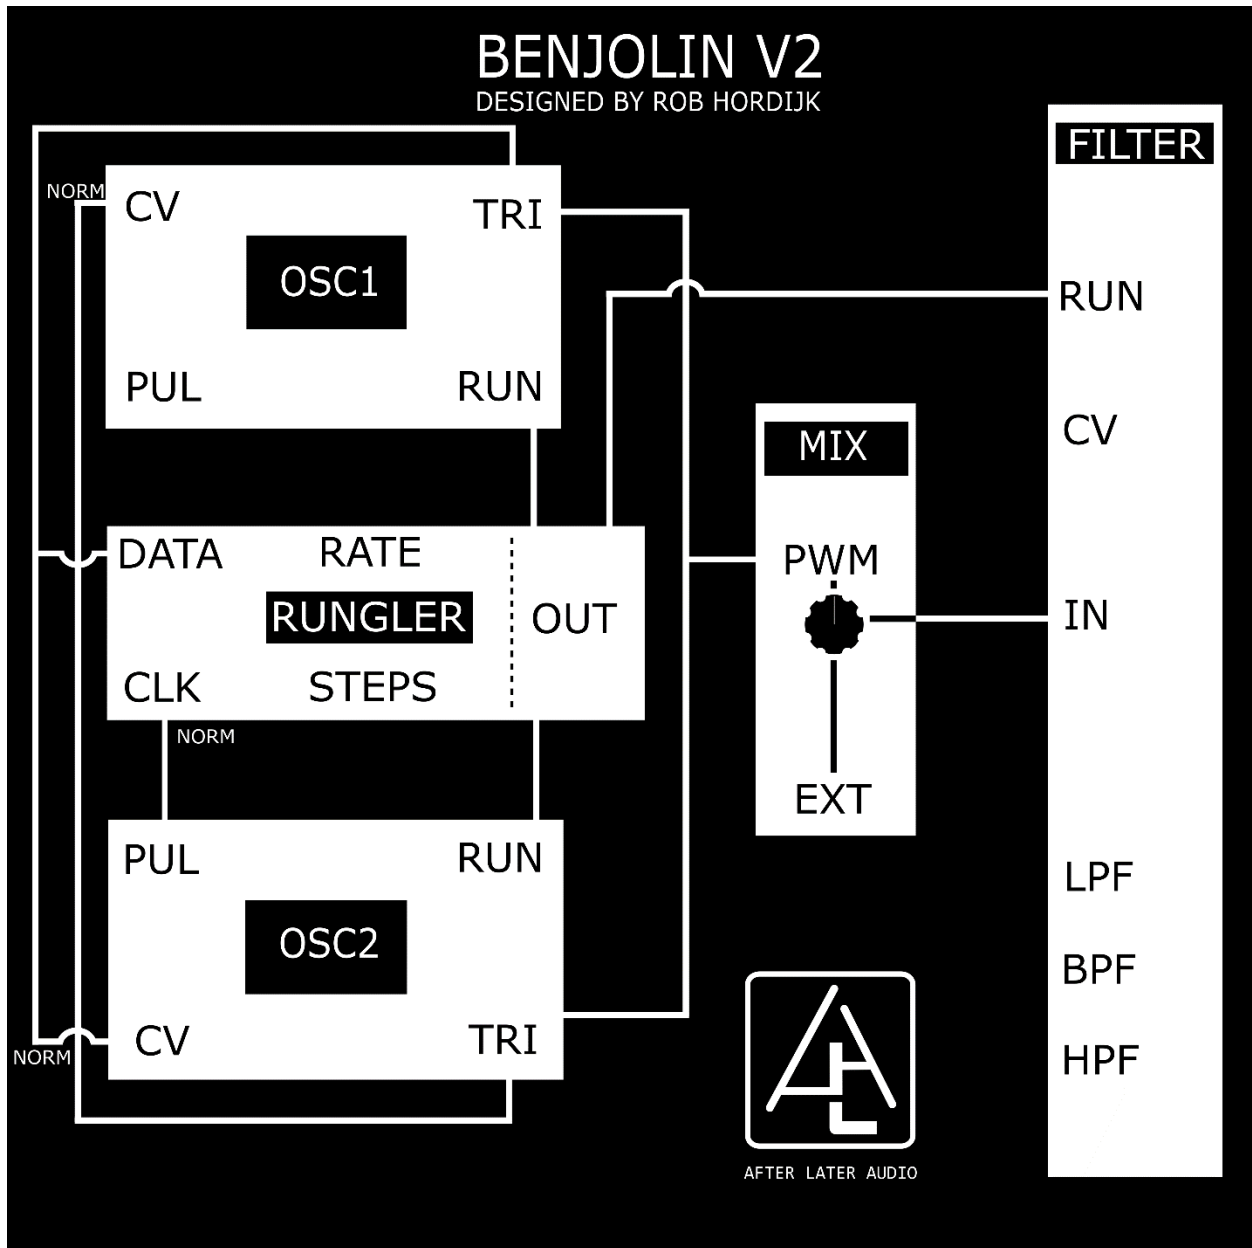 BENJOLIN V2
DESIGNED BY ROB HORDIJK
NORM
CV
TRI
OSC1
PUL
RUN
DATA
RATE
RUNGLER
OUT
CLK
STEPS
NORM
PUL
RUN
OSC2
CV
TRI
NORM
MIX
PWM
EXT
FILTER
RUN
CV
IN
LPF
BPF
HPF
AL
AFTER LATER AUDIO